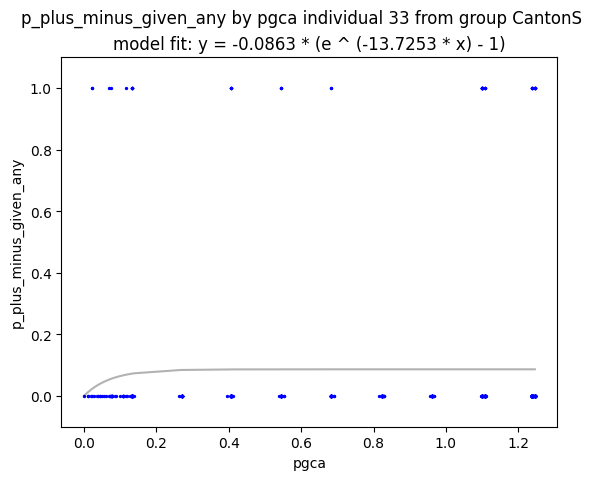 p_plus_minus_given_any by pgca individual 33 from group CantonS
model fit: y = -0.0863 * (e ^ (-13.7253 * x) - 1)
1.0
0.8
0.6
0.4
0.2
0.0
p_plus_minus_given_any
0.0 0.2 0.4 0.6 0.8 1.0 1.2
pgca